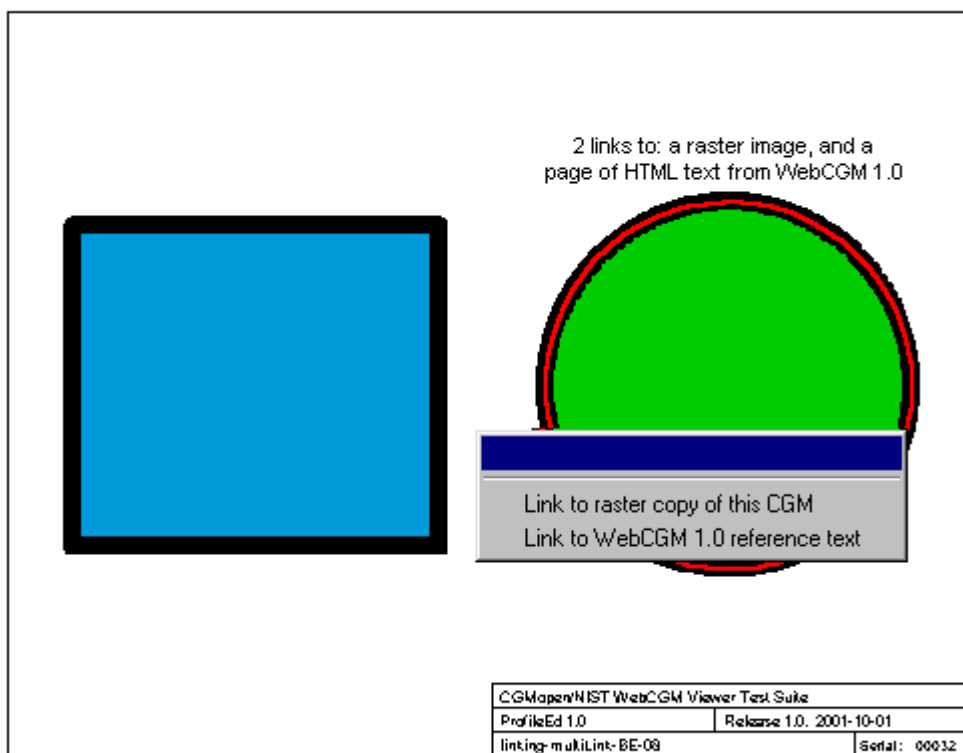 2 links to: a raster image, and a
page of HTML text from WebCGM 1.0
Link to raster copy of this CGM
Link to WebCGM 1.0 reference text
CGMopen/NIST WebCGM Viewer Test Suite
ProfileEd 1.0 Release 1.0, 2001-10-01
linking-multiLink-BE-08 Serial: 00032